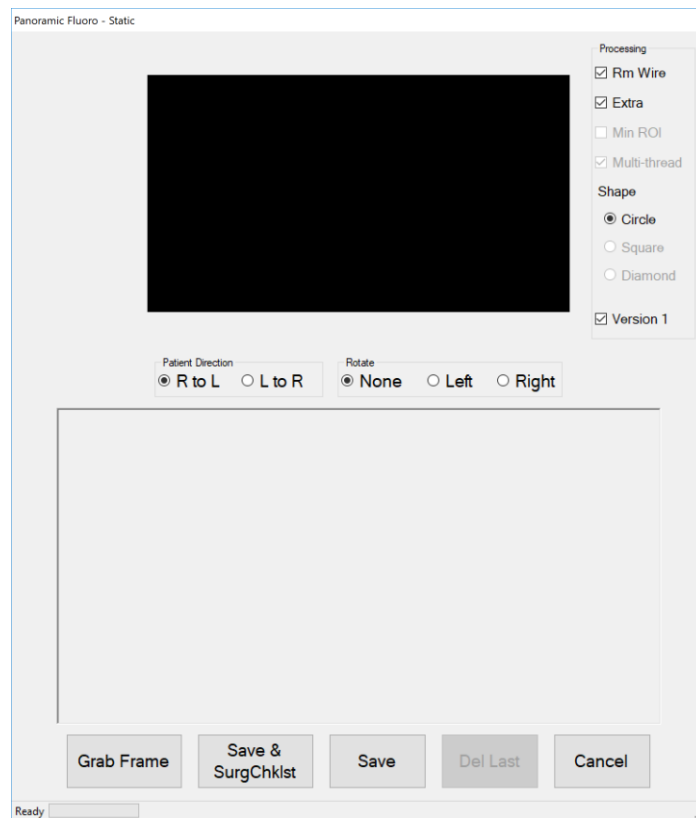 Panoramic Fluoro - Static
Processing
Rm Wire
Extra
Min ROI
Multi-thread
Shape
Circle
Square
Diamond
Version 1
Patient Direction
R to L L to R
Rotate
None Left Right
Grab Frame
Save &
SurgChklst
Save
Del Last
Cancel
Ready